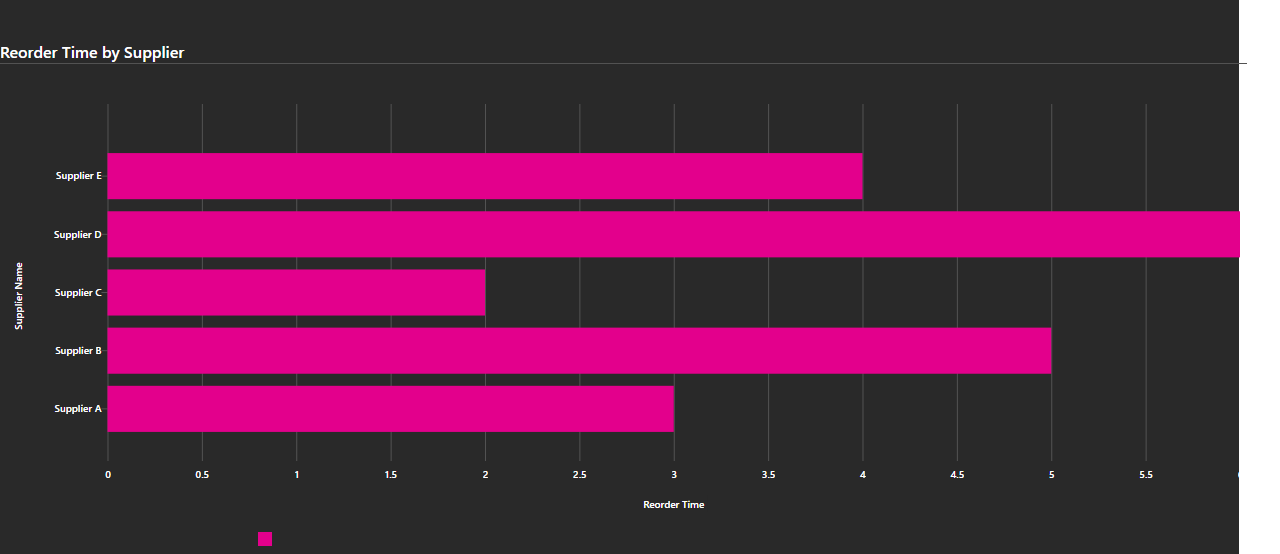 Reorder Time by Supplier
Supplier E
Supplier D
Supplier C
Supplier B
Supplier A
Supplier Name
0 0.5 1 1.5 2 2.5 3 3.5 4 4.5 5 5.5
Reorder Time